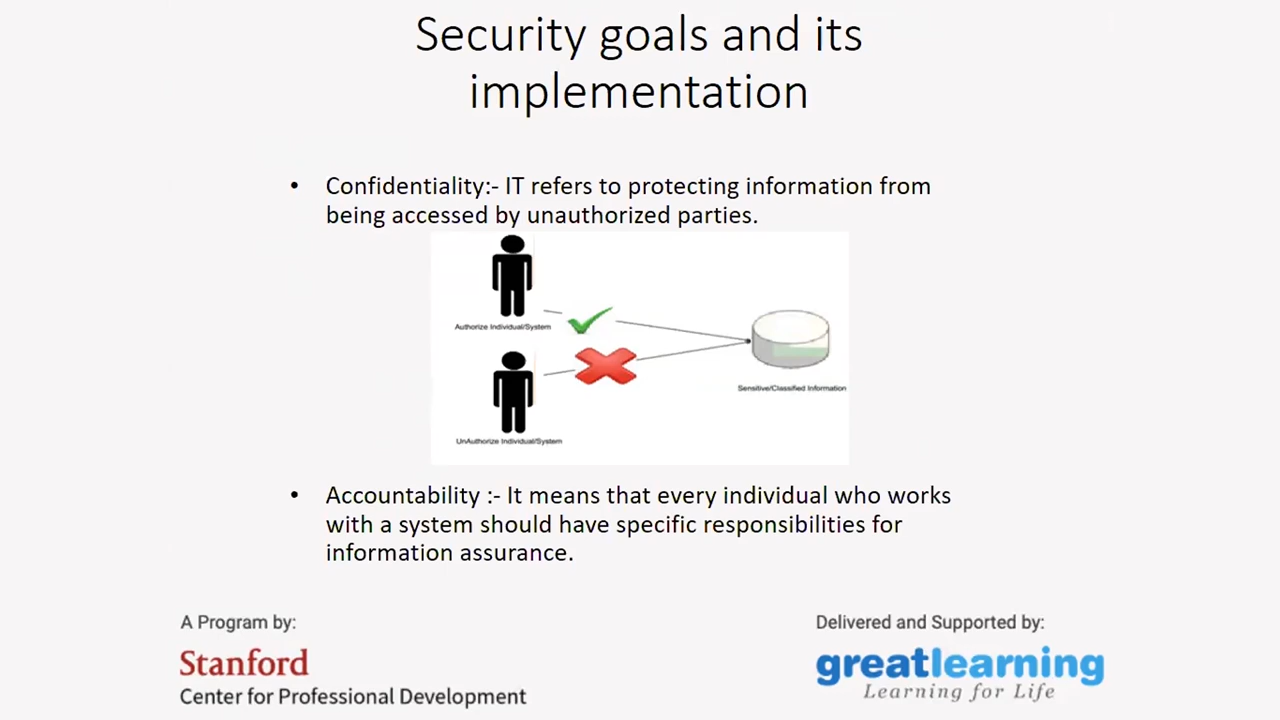 Security goals and its
implementation
• Confidentiality:- IT refers to protecting information from
being accessed by unauthorized parties.
Authorize Individual/System
UnAuthorize Individual/System
Sensitive/Classified Information
• Accountability :- It means that every individual who works
with a system should have specific responsibilities for
information assurance.
A Program by:
Stanford
Center for Professional Development
Delivered and Supported by:
greatlearning
Learning for Life